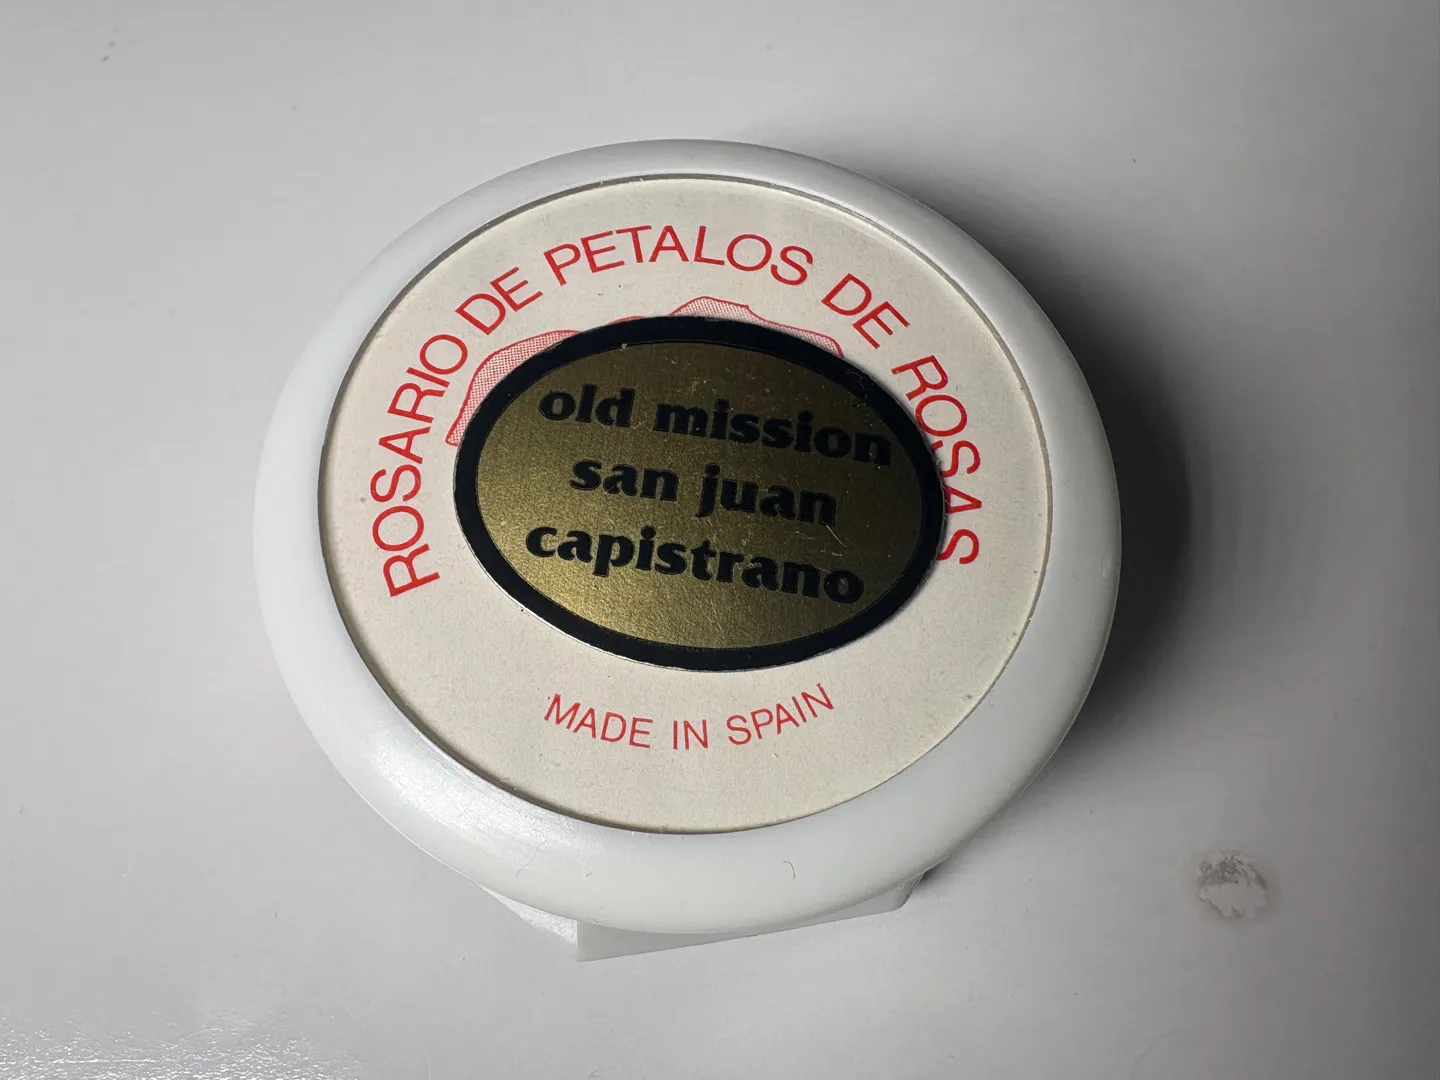 ROSARIO DE PETALOS DE ROSAS
old mission
san juan
capistrano
MADE IN SPAIN